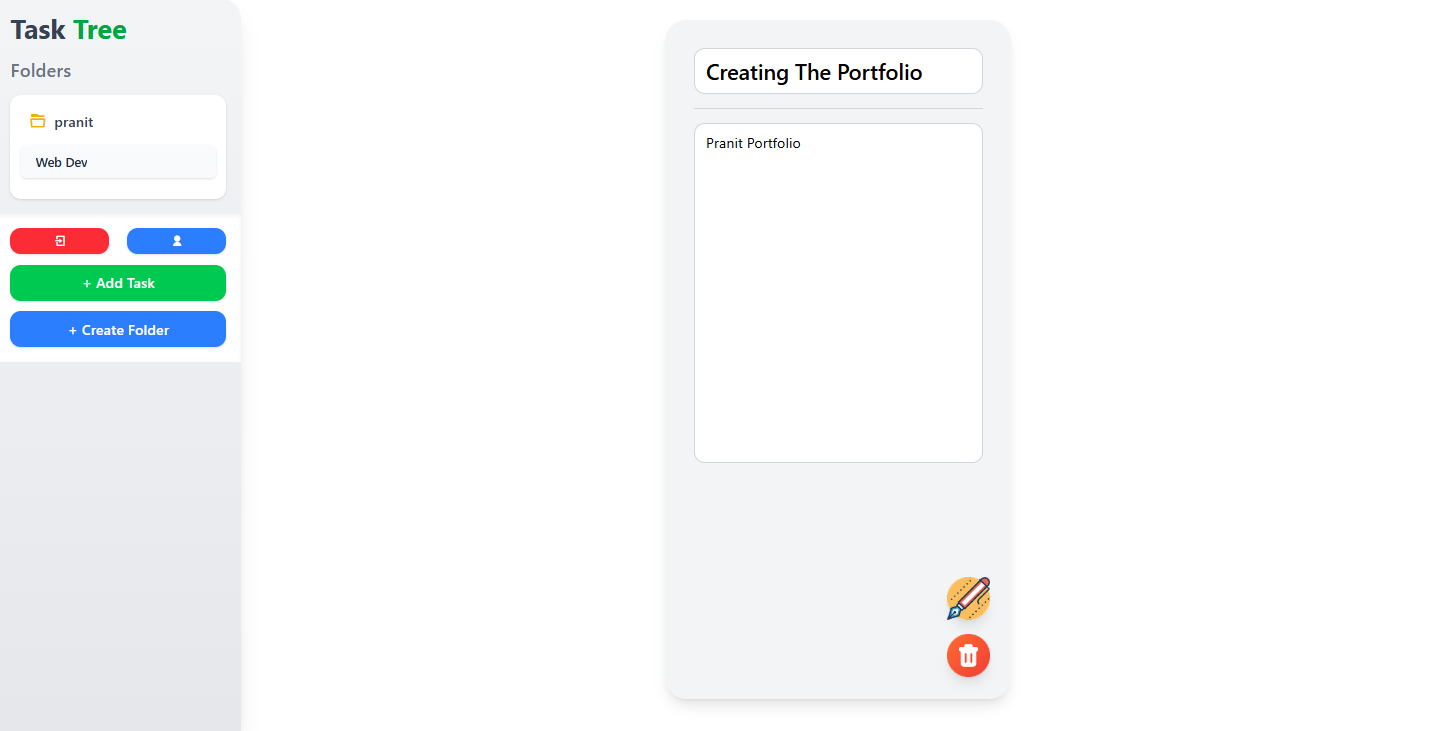 Task Tree
Folders
pranit
Web Dev
+ Add Task
+ Create Folder
Creating The Portfolio
Pranit Portfolio